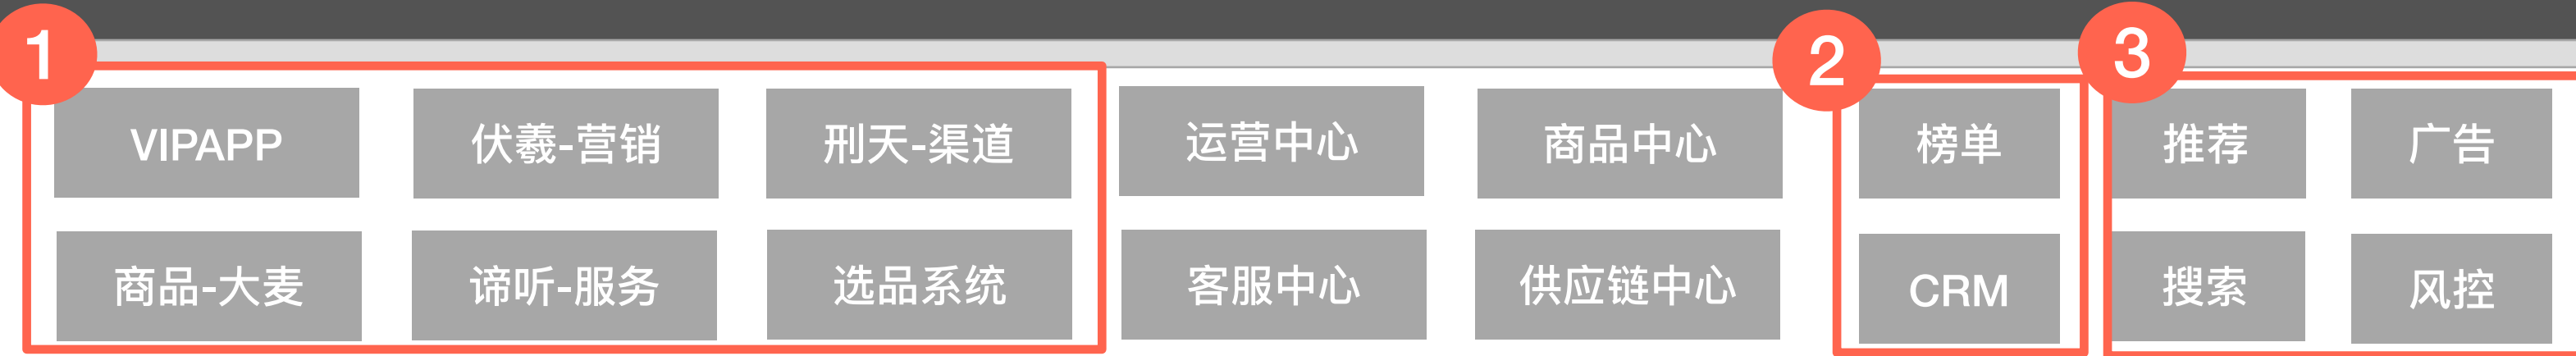 1
2
3
VIPAPP 伏羲-营销 开天-渠道 运营中心 商品中心 榜单 推荐 广告
商品-大麦 谛听-服务 选品系统 客服中心 供应链中心 CRM 搜索 风控